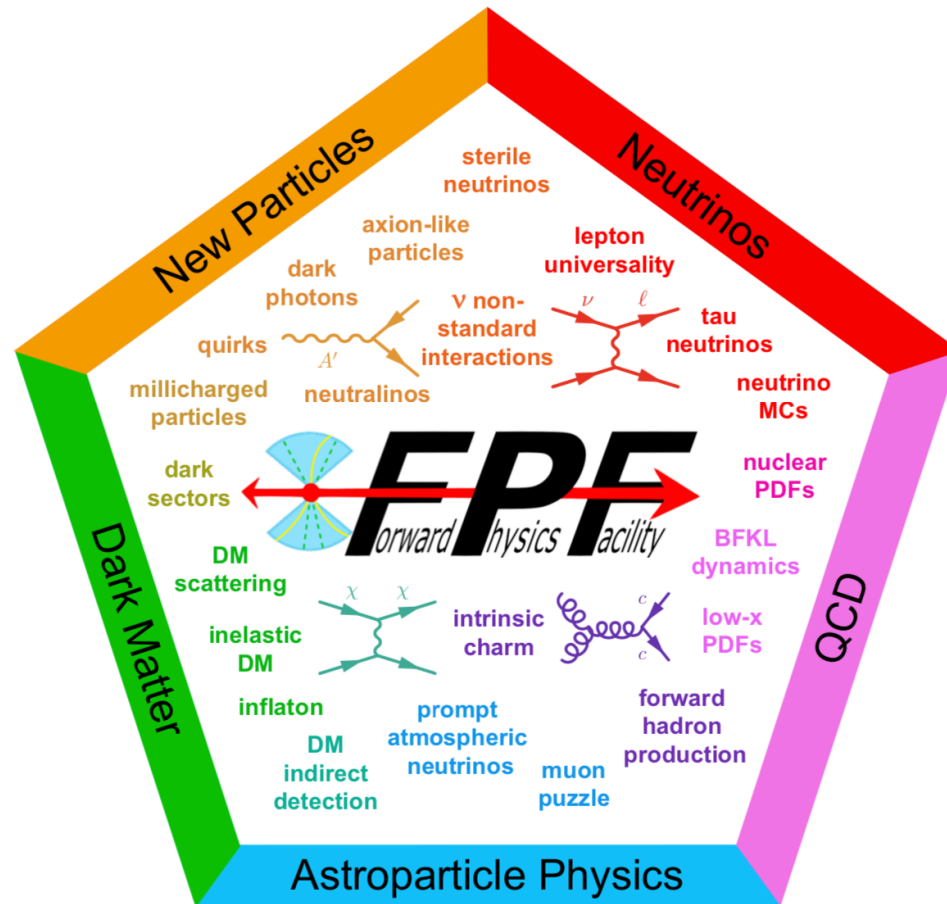 New Particles
Neutrinos
sterile
neutrinos
axion-like
particles
lepton
universality
dark
photons
ν non-
standard
interactions
ν
ℓ
tau
neutrinos
quirks
A′
neutralinos
millicharged
particles
neutrino
MCs
dark
sectors
FPF
Forward Physics Facility
nuclear
PDFs
Dark Matter
QCD
DM
scattering
BFKL
dynamics
χ
χ
inelastic
DM
intrinsic
charm
c
c
low-x
PDFs
inflaton
prompt
atmospheric
neutrinos
forward
hadron
production
DM
indirect
detection
muon
puzzle
Astroparticle Physics